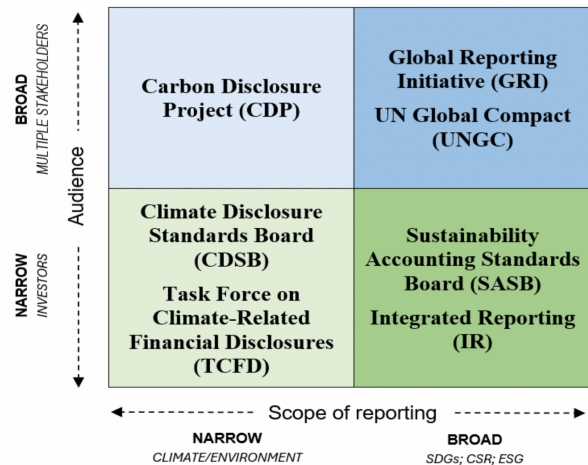 BROAD
MULTIPLE STAKEHOLDERS
Audience
NARROW
INVESTORS
Carbon Disclosure
Project (CDP)
Global Reporting
Initiative (GRI)
UN Global Compact
(UNGC)
Climate Disclosure
Standards Board
(CDSB)
Task Force on
Climate-Related
Financial Disclosures
(TCFD)
Sustainability
Accounting Standards
Board (SASB)
Integrated Reporting
(IR)
Scope of reporting
NARROW
CLIMATE/ENVIRONMENT
BROAD
SDGs; CSR; ESG